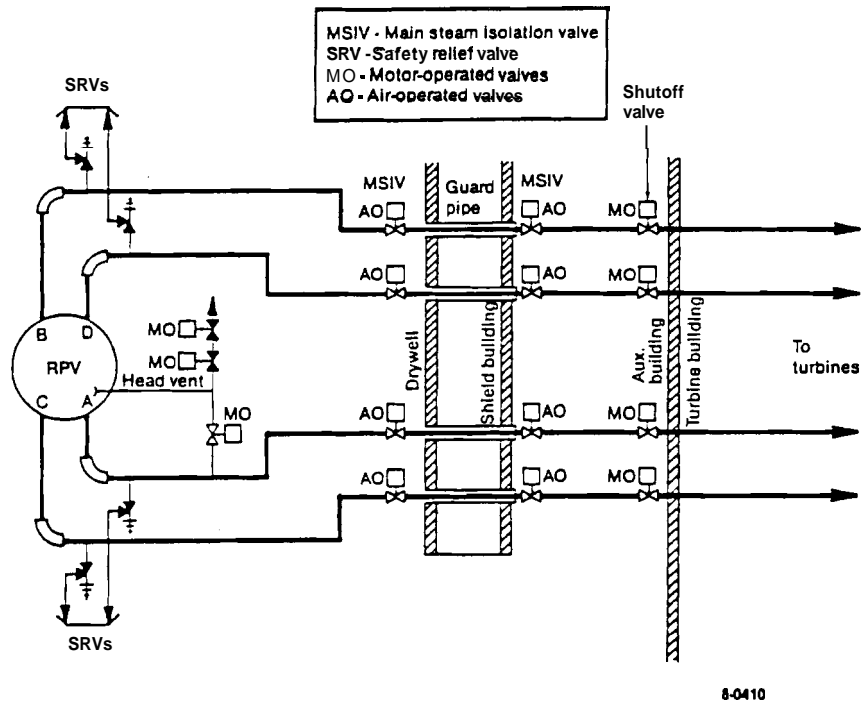 MSIV - Main steam isolation valve
SRV - Safety relief valve
MO - Motor-operated valves
AO - Air-operated valves
SRVs
Shutoff
valve
MSIV
Guard
pipe
MSIV
AO
AO
MO
AO
AO
MO
B
D
RPV
C
A
MO
MO
Head vent
MO
Drywell
Shield building
Aux.
building
Turbine building
To
turbines
AO
AO
MO
AO
AO
MO
SRVs
8-0410